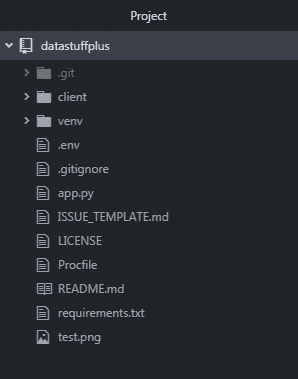 Project
datastuffplus
.git
client
venv
.env
.gitignore
app.py
ISSUE_TEMPLATE.md
LICENSE
Procfile
README.md
requirements.txt
test.png